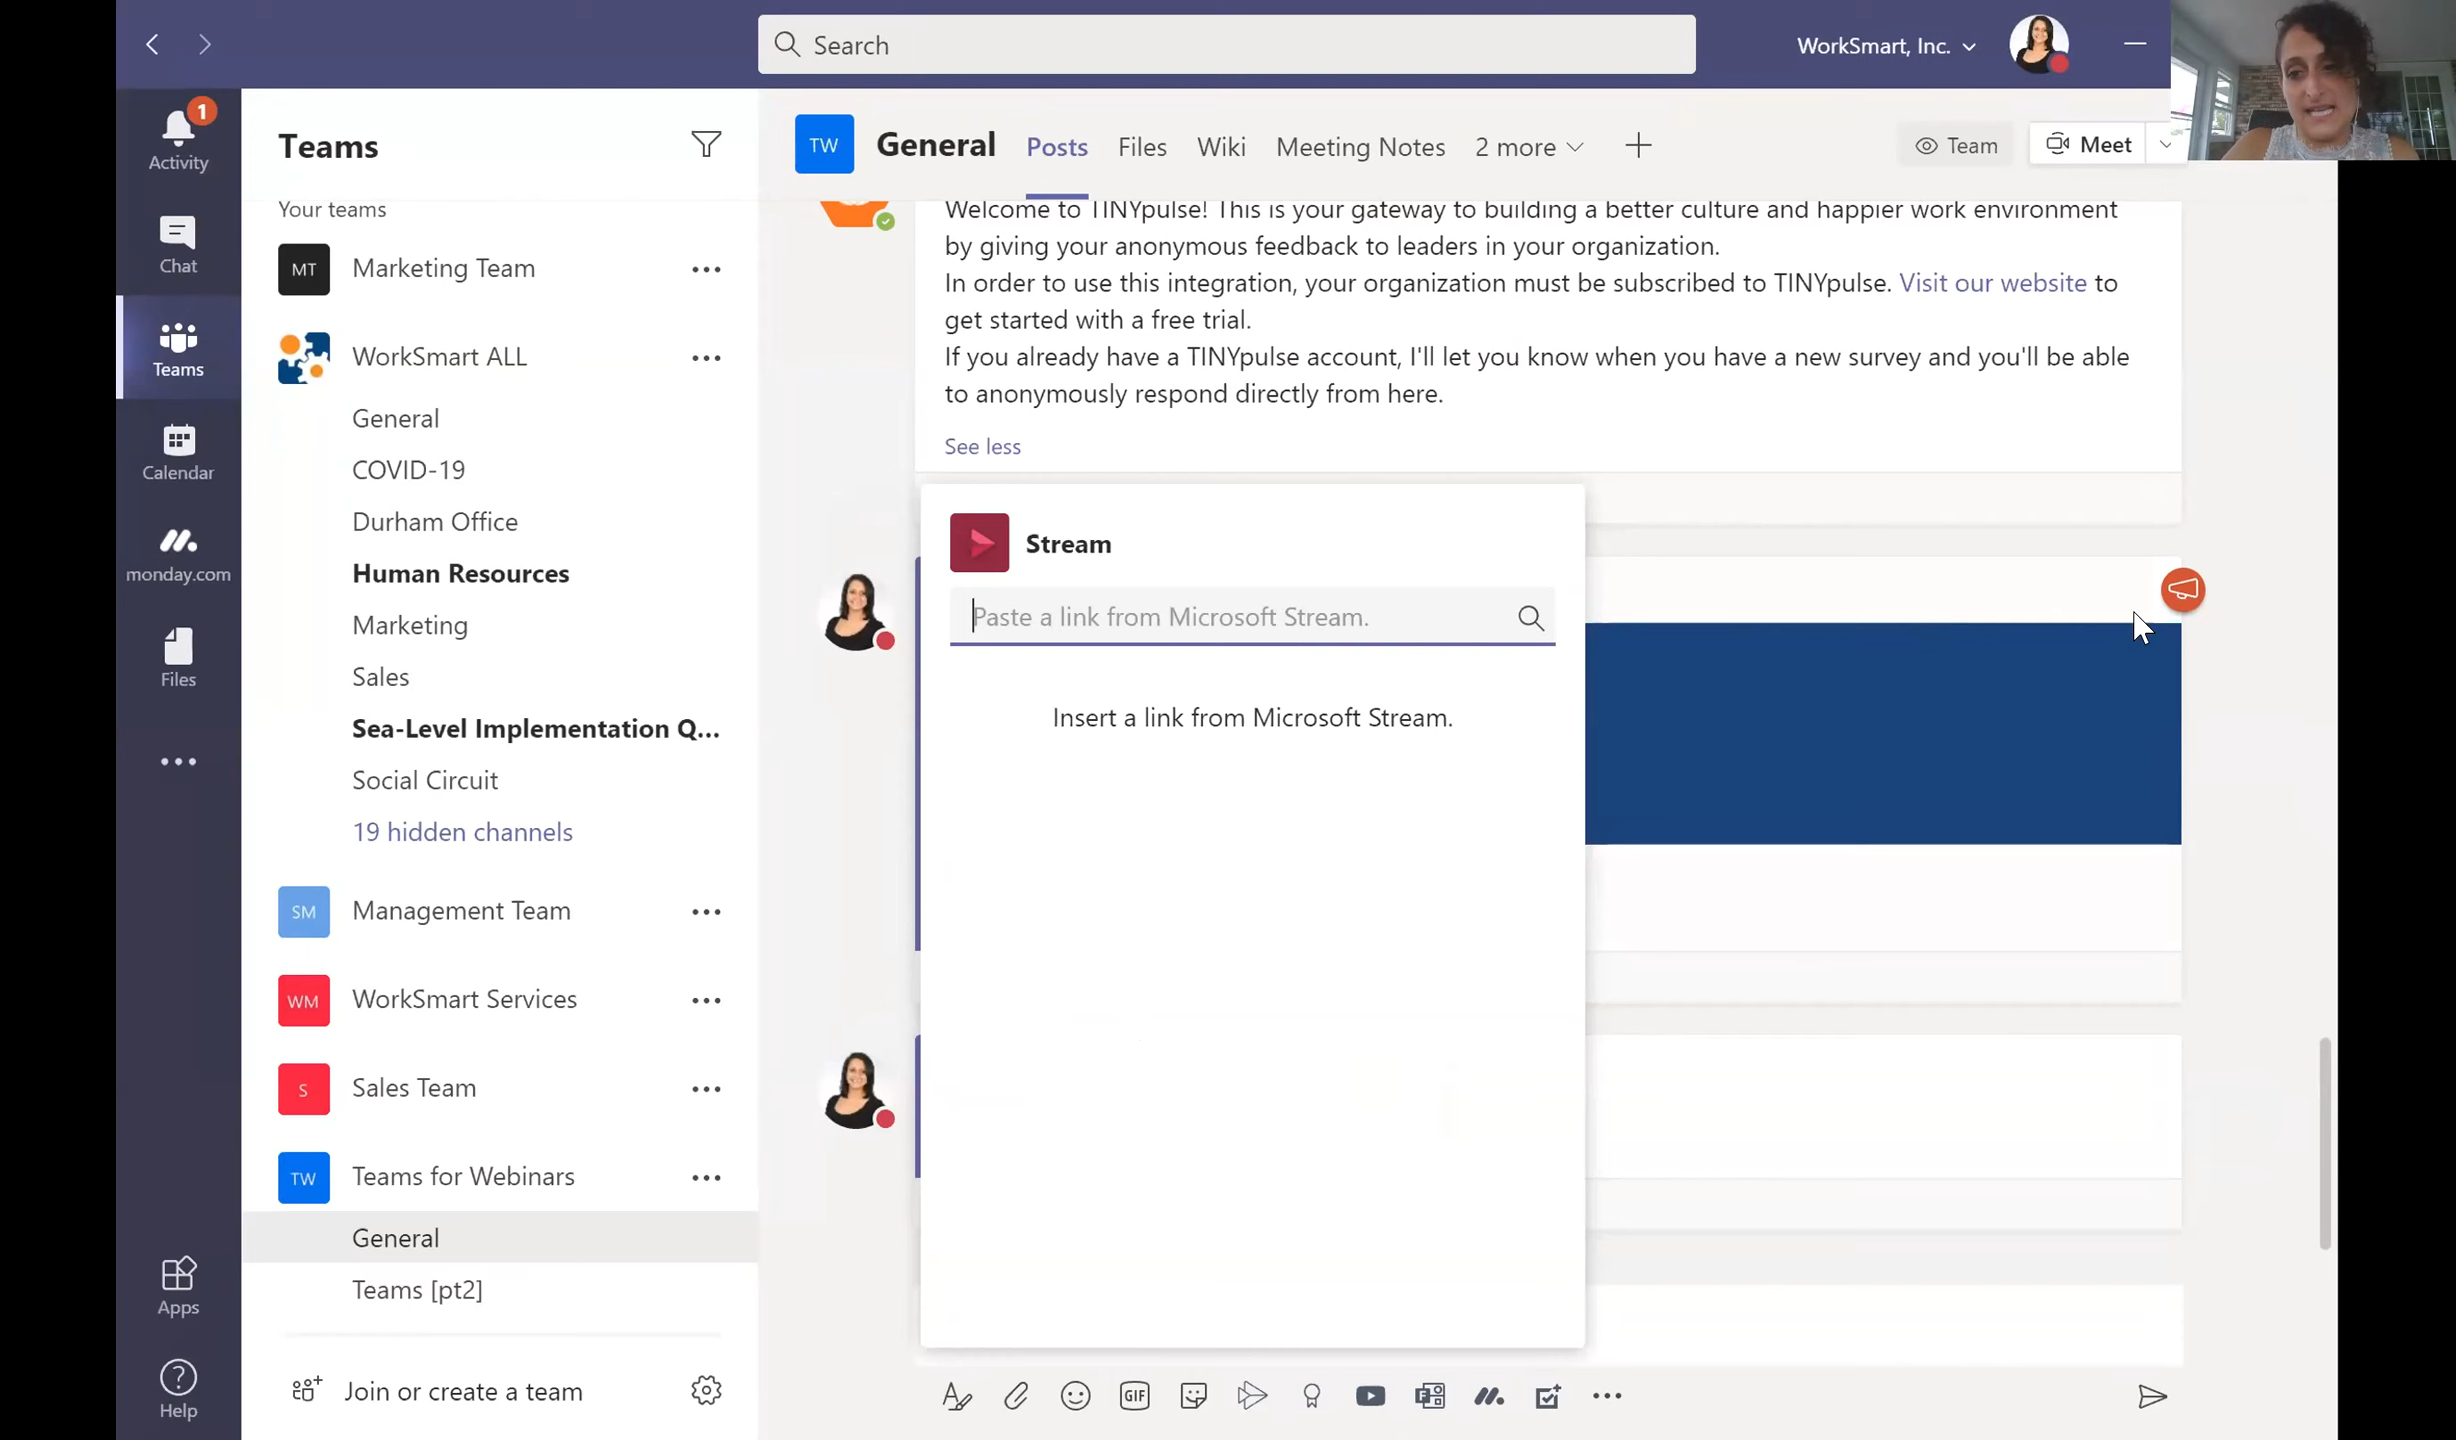 Search
WorkSmart, Inc.
1
Activity
Chat
Teams
Calendar
monday.com
Files
Apps
Help
Teams
Your teams
MT Marketing Team
WorkSmart ALL
General
COVID-19
Durham Office
Human Resources
Marketing
Sales
Sea-Level Implementation Q...
Social Circuit
19 hidden channels
SM Management Team
WM WorkSmart Services
S Sales Team
TW Teams for Webinars
General
Teams [pt2]
Join or create a team
TW General Posts Files Wiki Meeting Notes 2 more Team Meet
Welcome to TINYpulse! This is your gateway to building a better culture and happier work environment
by giving your anonymous feedback to leaders in your organization.
In order to use this integration, your organization must be subscribed to TINYpulse. Visit our website to
get started with a free trial.
If you already have a TINYpulse account, I'll let you know when you have a new survey and you'll be able
to anonymously respond directly from here.
See less
Stream
Paste a link from Microsoft Stream.
Insert a link from Microsoft Stream.
GIF